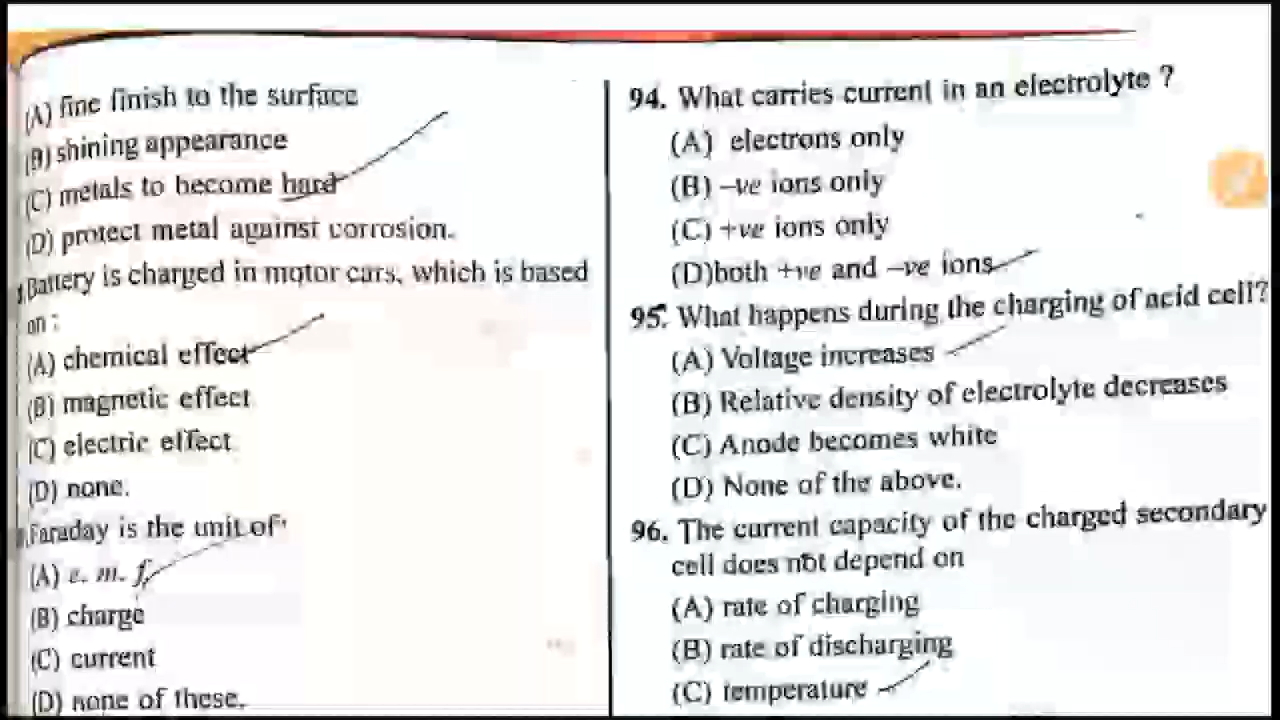 (A) fine finish to the surface
(B) shining appearance
(C) metals to become hard
(D) protect metal against corrosion.
Battery is charged in motor cars, which is based
on :
(A) chemical effect
(B) magnetic effect
(C) electric effect
(D) none.
Faraday is the unit of
(A) e. m. f.
(B) charge
(C) current
(D) none of these.
94. What carries current in an electrolyte ?
(A) electrons only
(B) –ve ions only
(C) +ve ions only
(D)both +ve and –ve ions
95. What happens during the charging of acid cell?
(A) Voltage increases
(B) Relative density of electrolyte decreases
(C) Anode becomes white
(D) None of the above.
96. The current capacity of the charged secondary
cell does not depend on
(A) rate of charging
(B) rate of discharging
(C) temperature